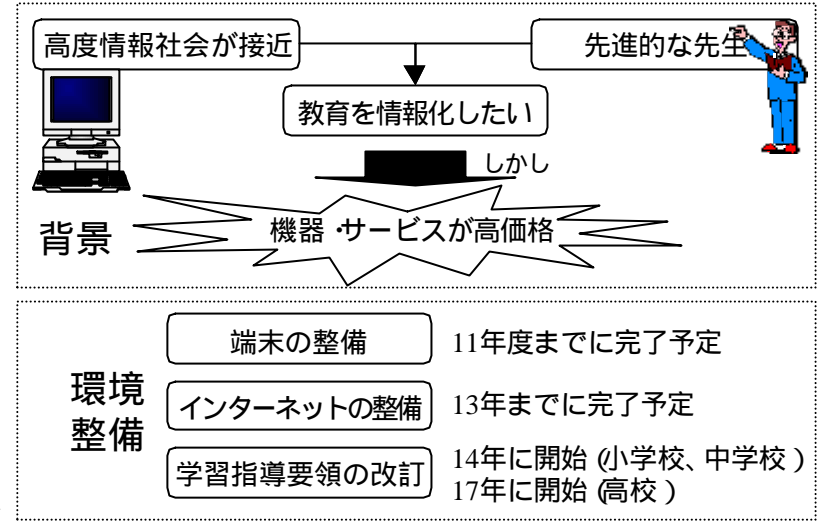 高度情報社会が接近
先進的な先生
教育を情報化したい
しかし
機器・サービスが高価格
背景
環境
整備
端末の整備
11年度までに完了予定
インターネットの整備
13年までに完了予定
学習指導要領の改訂
14年に開始(小学校、中学校)
17年に開始(高校)